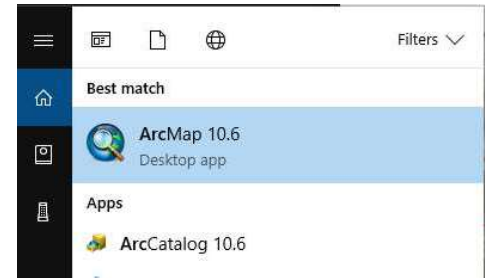 Filters
Best match
ArcMap 10.6
Desktop app
Apps
ArcCatalog 10.6